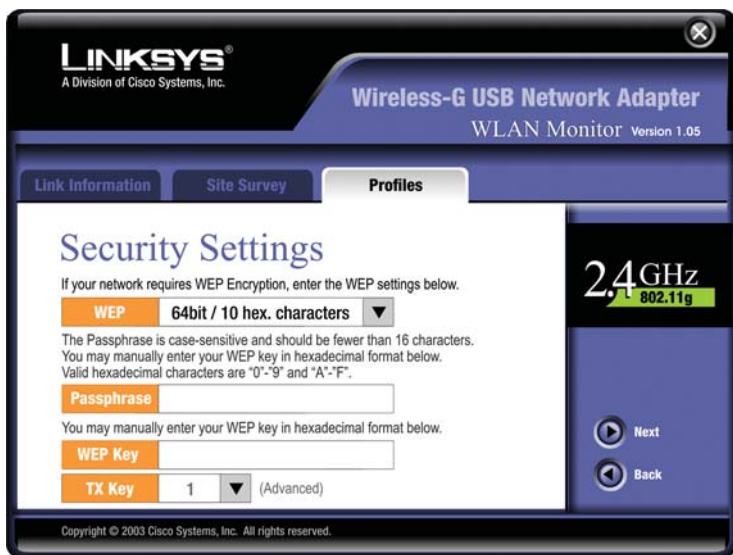 LINKSYS®
A Division of Cisco Systems, Inc.
Wireless-G USB Network Adapter
WLAN Monitor Version 1.05
Link Information Site Survey Profiles
Security Settings
If your network requires WEP Encryption, enter the WEP settings below.
WEP 64bit / 10 hex. characters
The Passphrase is case-sensitive and should be fewer than 16 characters.
You may manually enter your WEP key in hexadecimal format below.
Valid hexadecimal characters are “0”-”9” and “A”-”F”.
Passphrase
You may manually enter your WEP key in hexadecimal format below.
WEP Key
TX Key 1 (Advanced)
2.4GHz
802.11g
Next
Back
Copyright © 2003 Cisco Systems, Inc. All rights reserved.